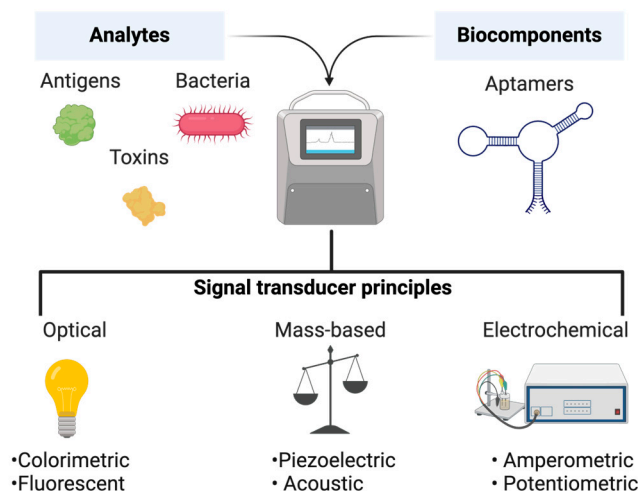 Analytes
Biocomponents
Antigens
Bacteria
Toxins
Aptamers
Signal transducer principles
Optical
Mass-based
Electrochemical
•Colorimetric
•Fluorescent
•Piezoelectric
• Acoustic
• Amperometric
• Potentiometric